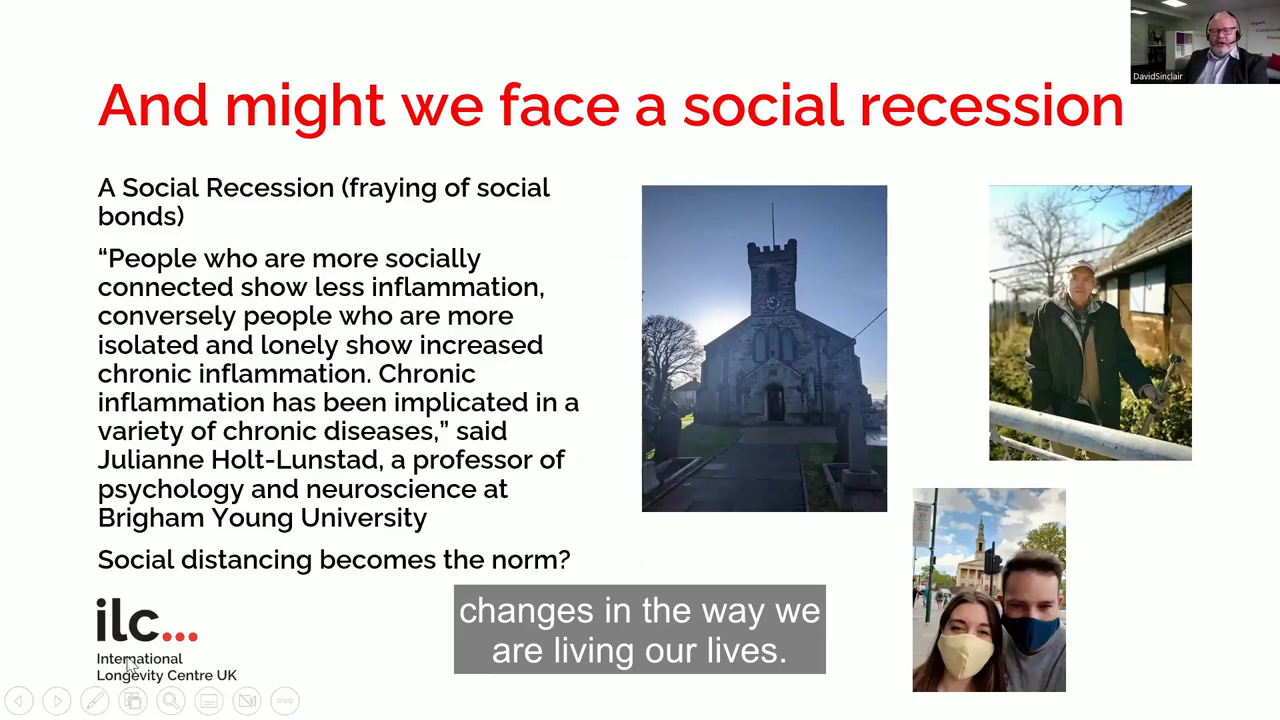 And might we face a social recession
DavidSinclair
A Social Recession (fraying of social
bonds)
“People who are more socially
connected show less inflammation,
conversely people who are more
isolated and lonely show increased
chronic inflammation. Chronic
inflammation has been implicated in a
variety of chronic diseases,” said
Julianne Holt-Lunstad, a professor of
psychology and neuroscience at
Brigham Young University
Social distancing becomes the norm?
changes in the way we
are living our lives.
ilc...
International
Longevity Centre UK